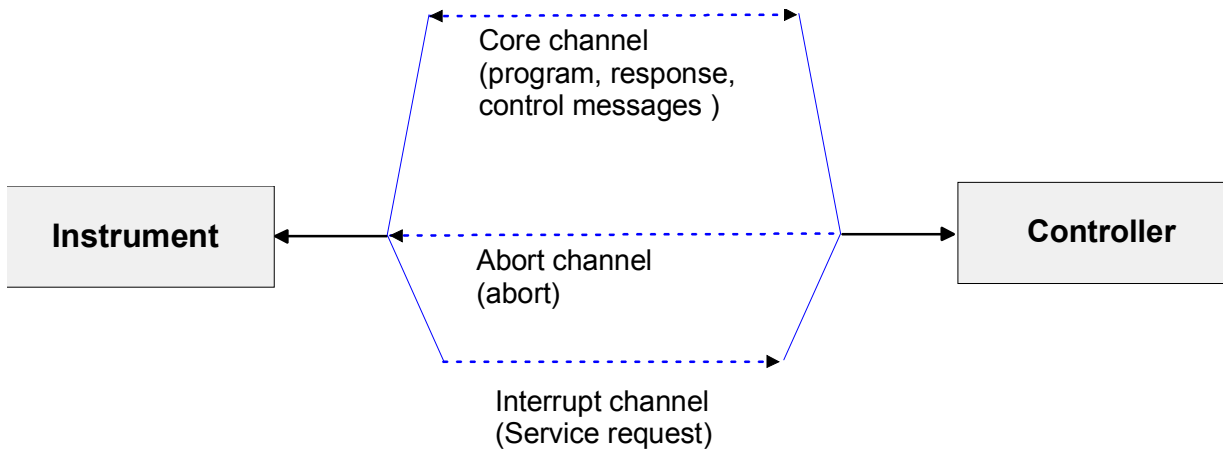 Core channel
(program, response,
control messages )
Instrument
Controller
Abort channel
(abort)
Interrupt channel
(Service request)